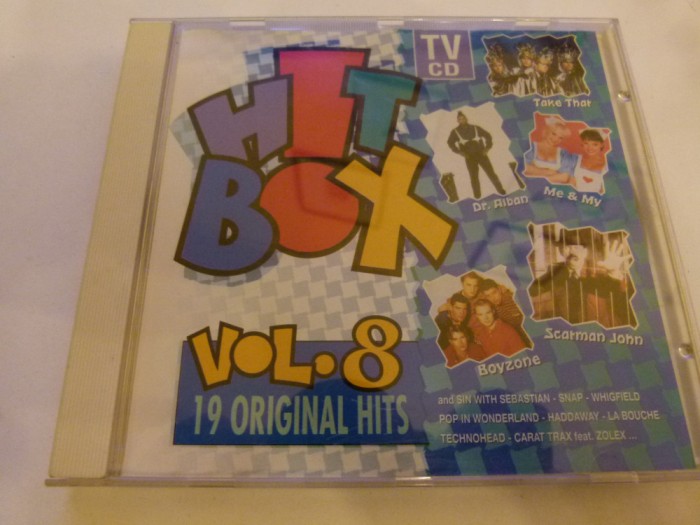 HIT
BOX
VOL.8
19 ORIGINAL HITS
TV
CD
Take That
Dr. Alban
Me & My
Scatman John
Boyzone
and SIN WITH SEBASTIAN - SNAP - WHIGFIELD
POP IN WONDERLAND - HADDAWAY - LA BOUCHE
TECHNOHEAD - CARAT TRAX feat. ZOLEX ...